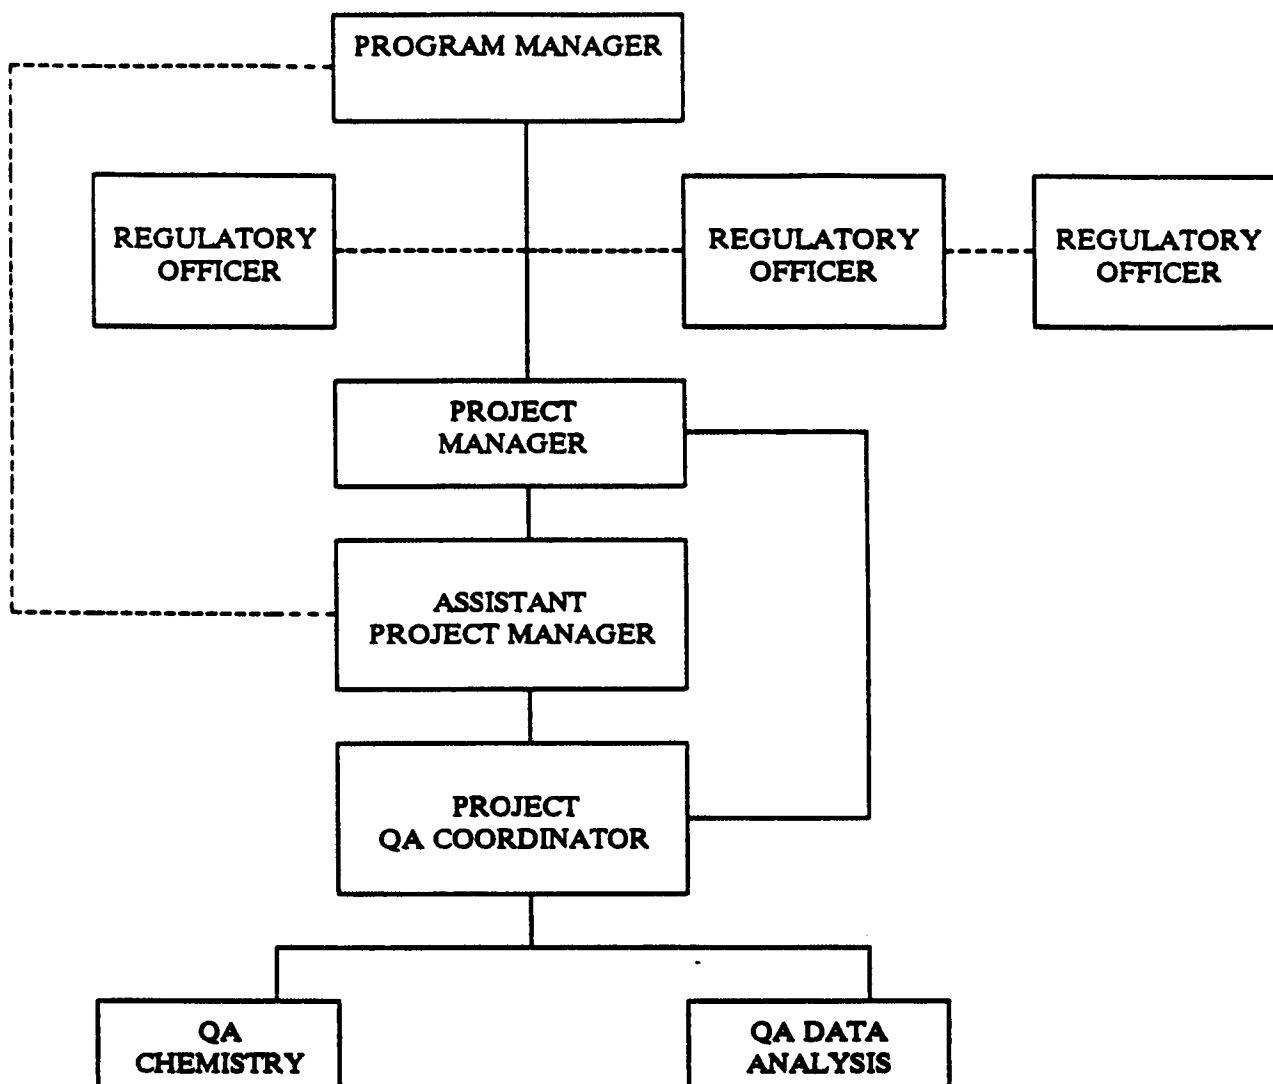 PROGRAM MANAGER
REGULATORY
OFFICER
REGULATORY
OFFICER
REGULATORY
OFFICER
PROJECT
MANAGER
ASSISTANT
PROJECT MANAGER
PROJECT
QA COORDINATOR
QA
CHEMISTRY
QA DATA
ANALYSIS